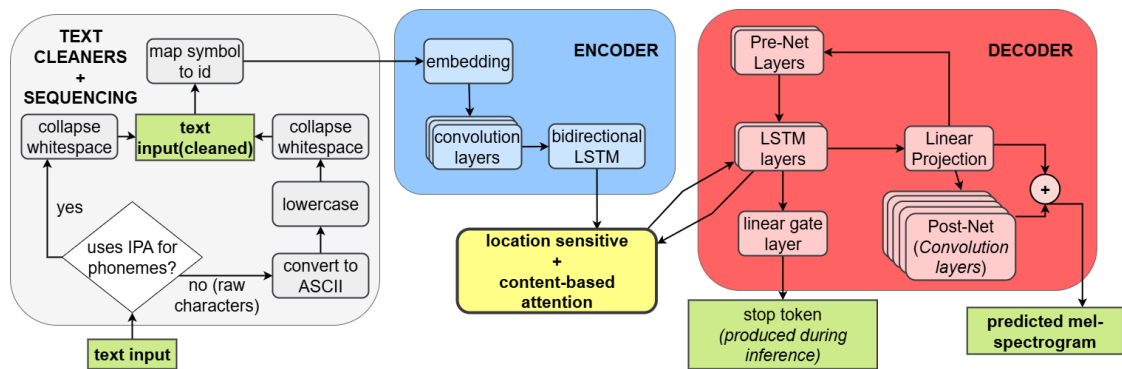 TEXT
CLEANERS
+
SEQUENCING
map symbol
to id
collapse
whitespace
text
input(cleaned)
collapse
whitespace
yes
lowercase
uses IPA for
phonemes?
no (raw
characters)
convert to
ASCII
text input
ENCODER
embedding
convolution
layers
bidirectional
LSTM
location sensitive
+
content-based
attention
DECODER
Pre-Net
Layers
LSTM
layers
Linear
Projection
+
linear gate
layer
Post-Net
(Convolution
layers)
stop token
(produced during
inference)
predicted mel-
spectrogram